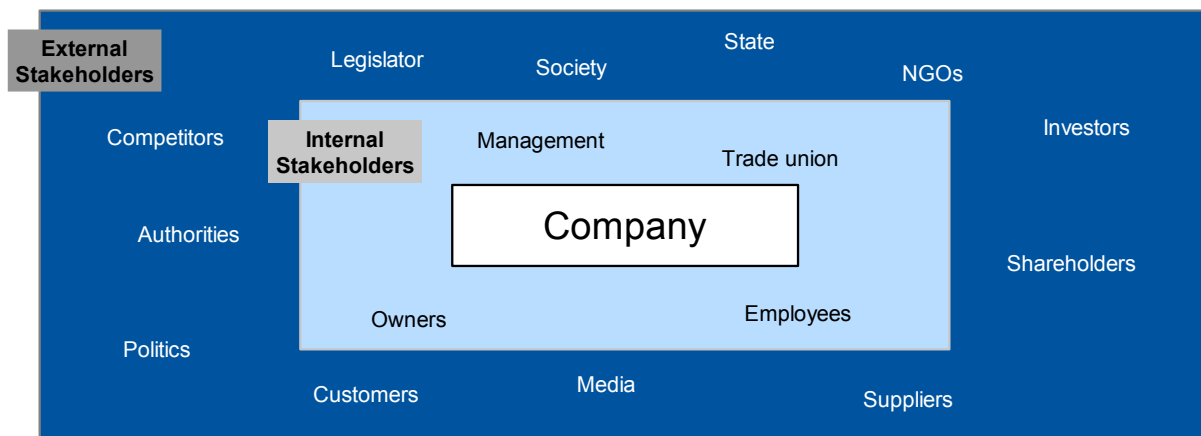 External
Stakeholders
Legislator
Society
State
NGOs
Competitors
Internal
Stakeholders
Management
Trade union
Investors
Authorities
Company
Shareholders
Politics
Owners
Employees
Customers
Media
Suppliers